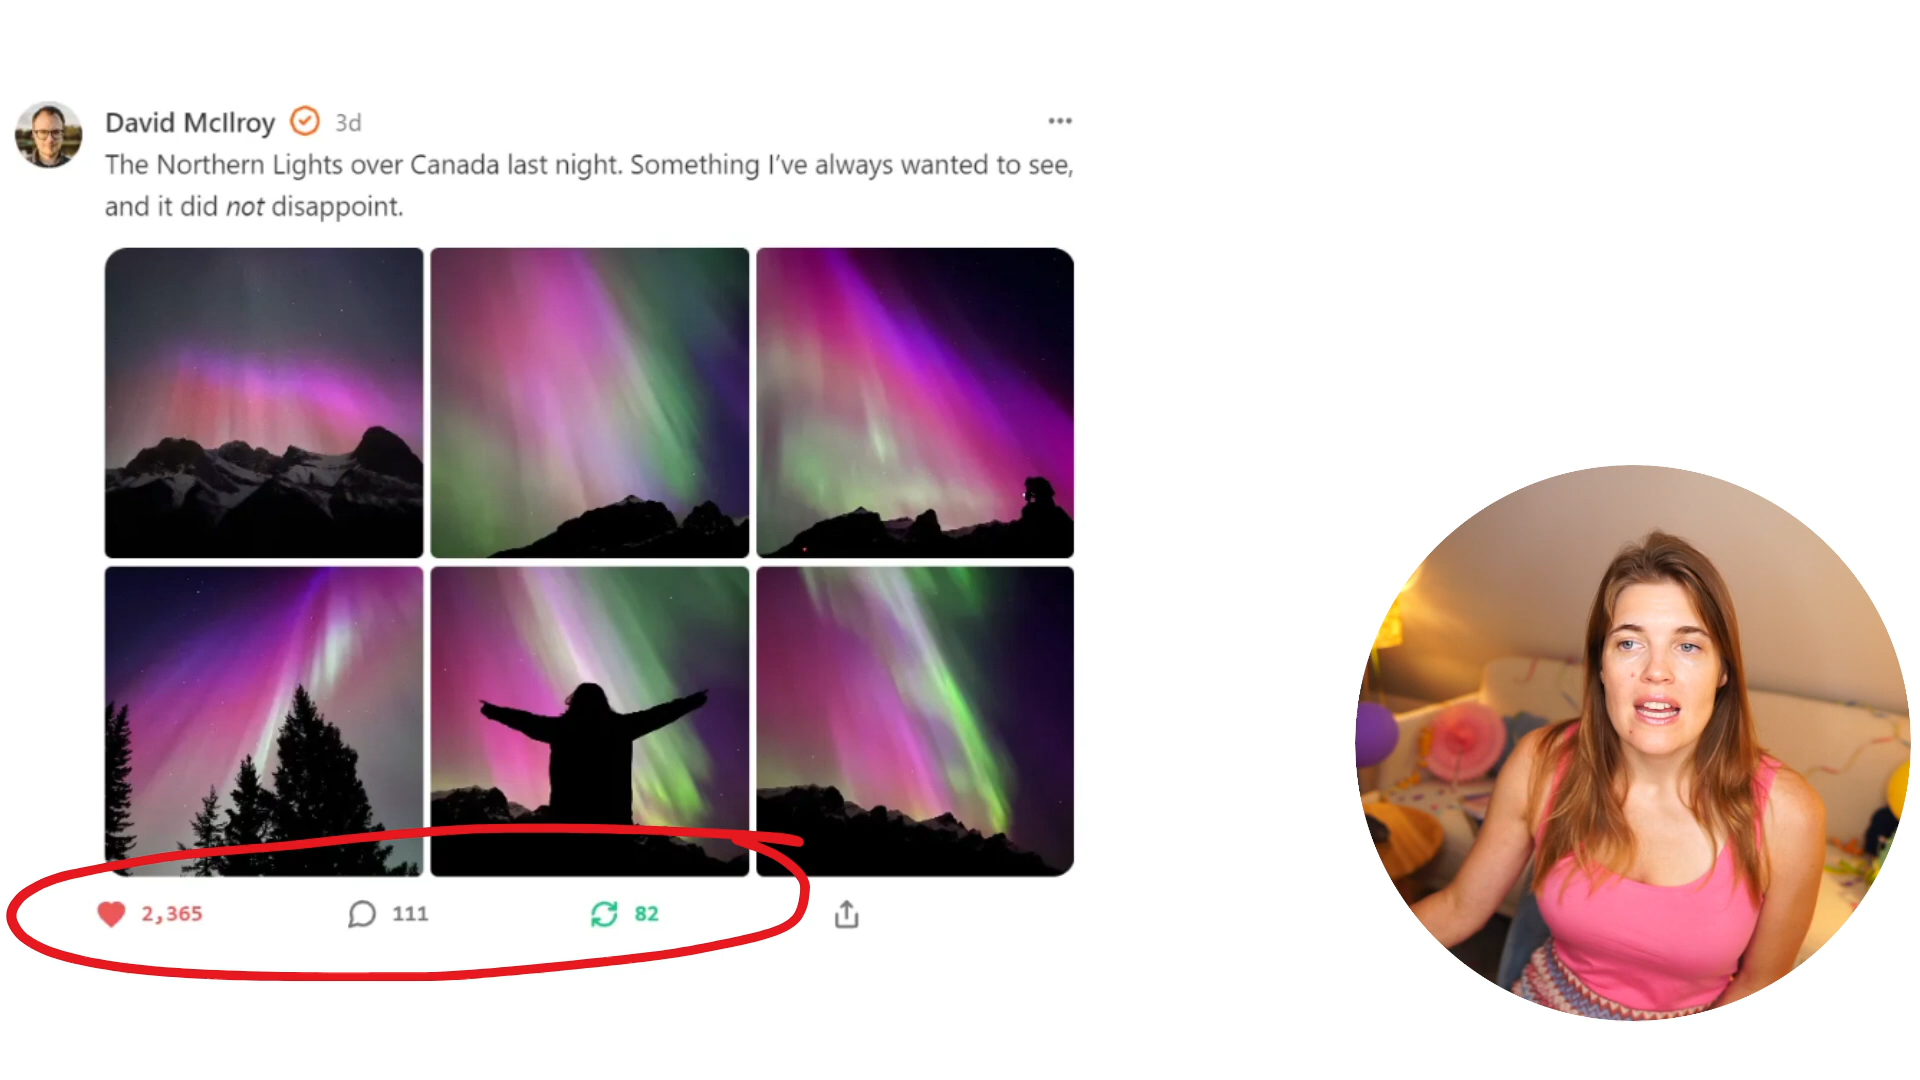 David McIlroy 3d
The Northern Lights over Canada last night. Something I've always wanted to see,
and it did not disappoint.
2,365 111 82